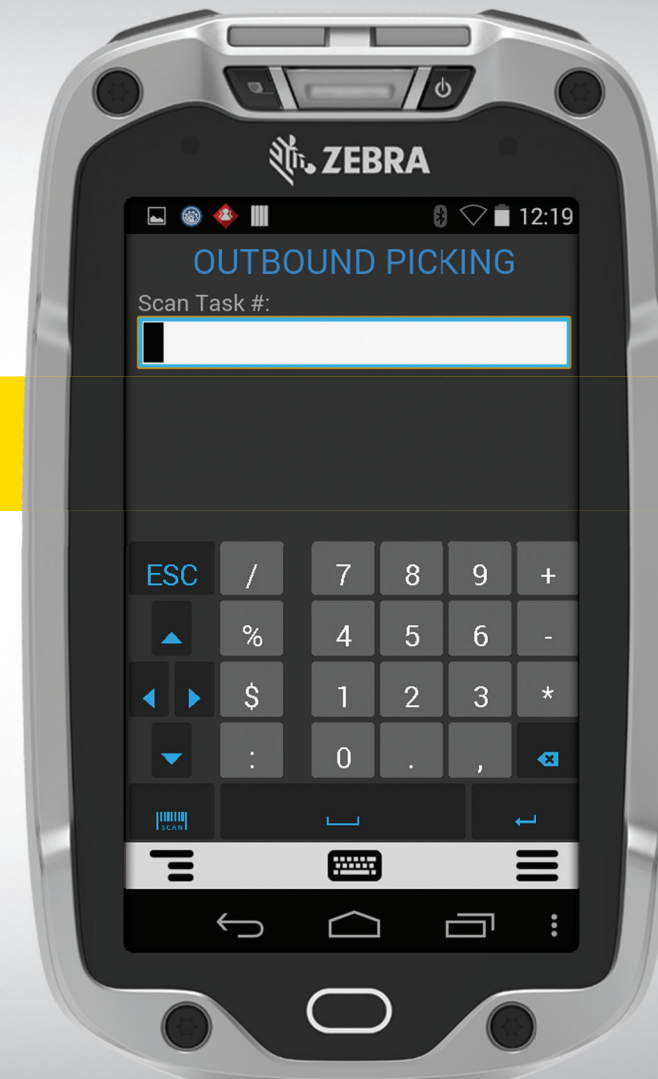 ZEBRA
12:19
OUTBOUND PICKING
Scan Task #:
ESC / 7 8 9 +
% 4 5 6 -
$ 1 2 3 *
: 0 . ,
SCAN